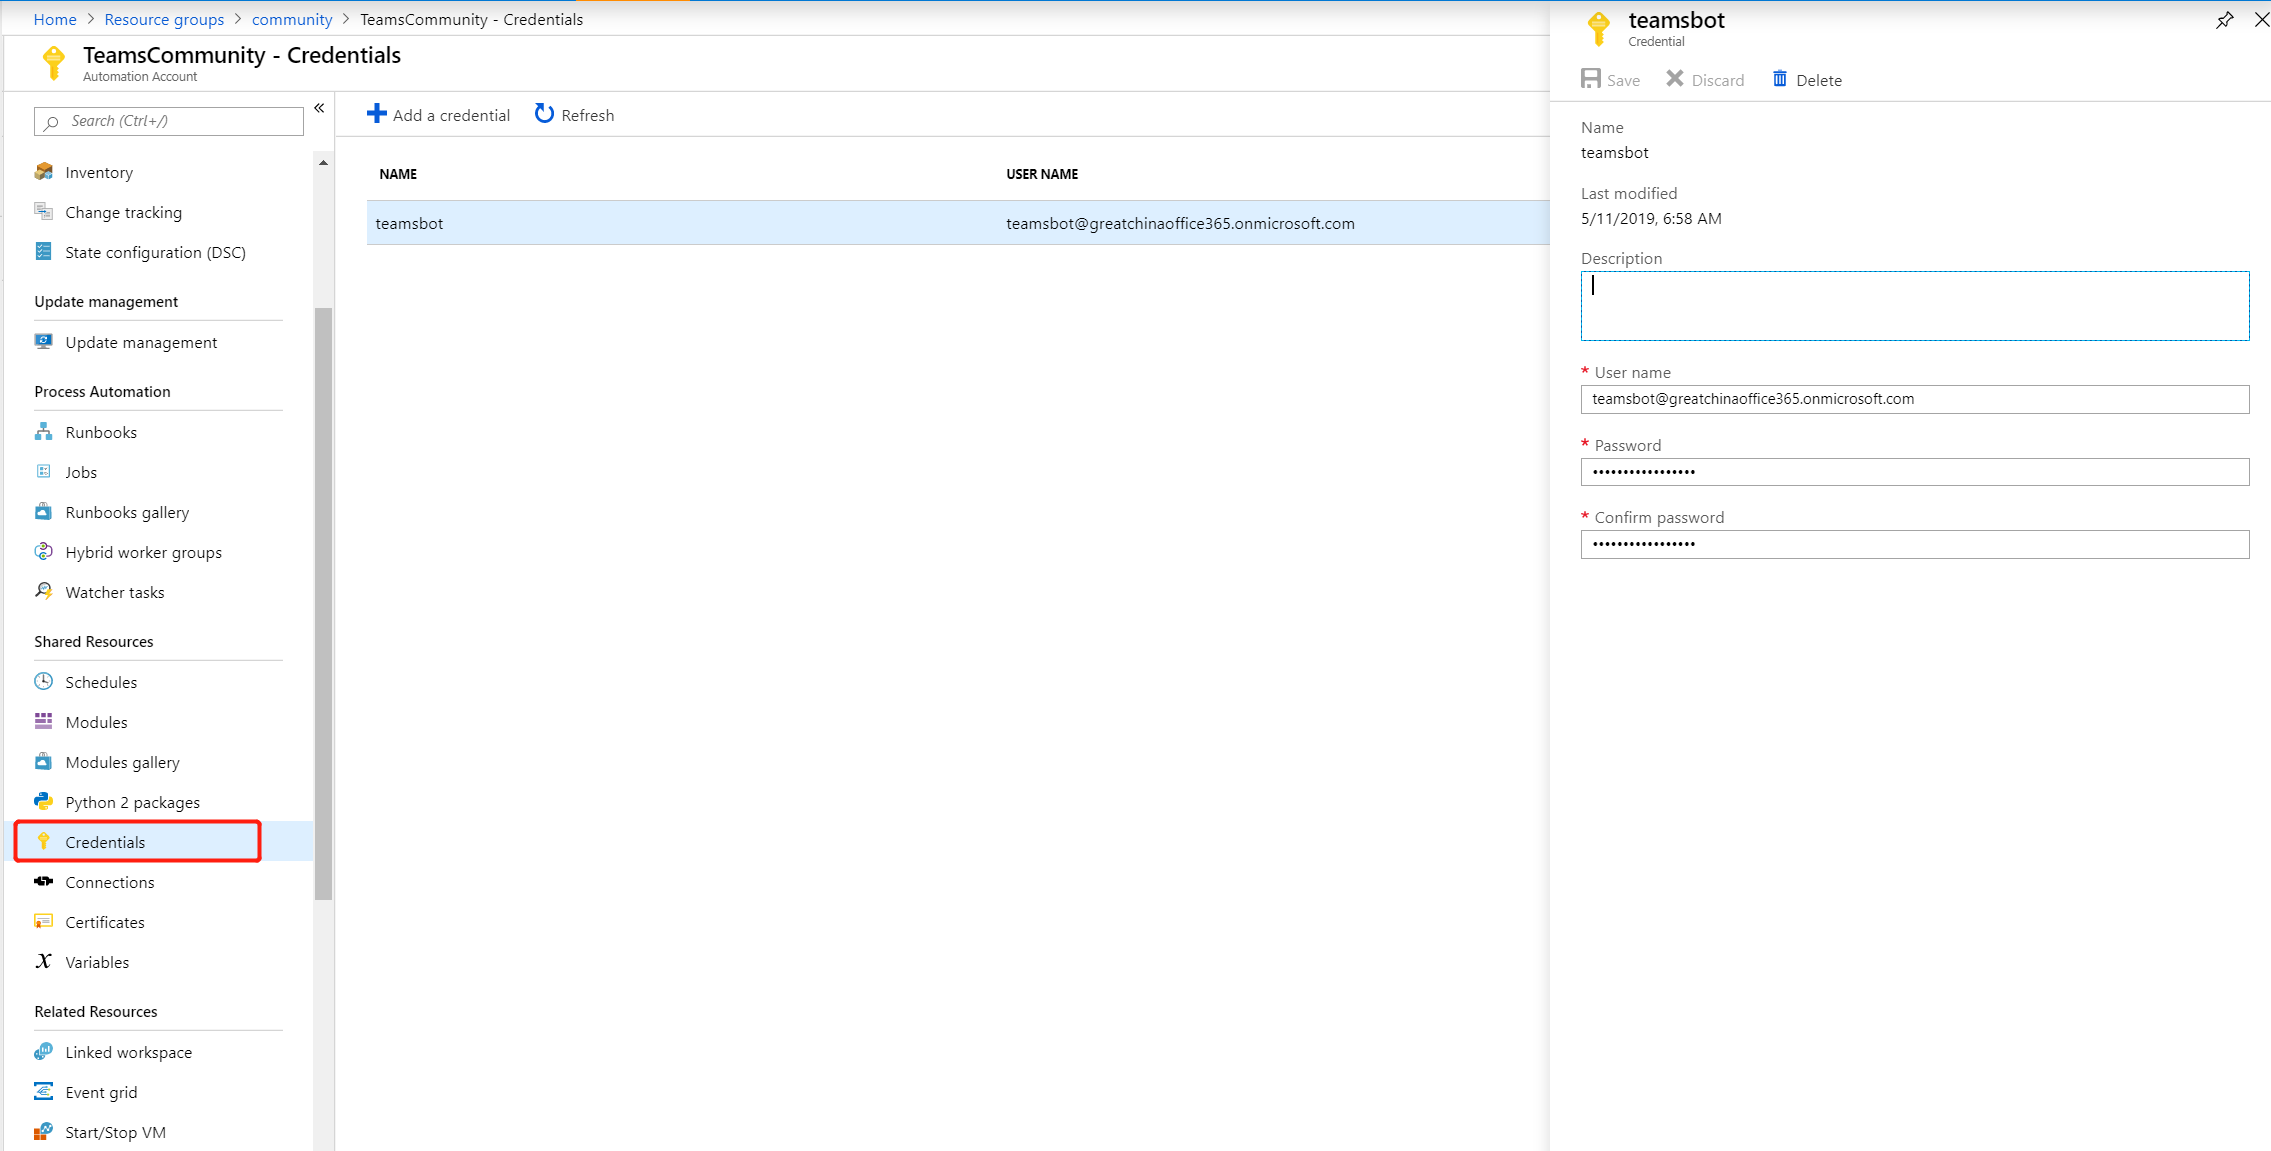 Home > Resource groups > community > TeamsCommunity - Credentials
TeamsCommunity - Credentials
Automation Account
Search (Ctrl+/)
«
Inventory
Change tracking
State configuration (DSC)
Update management
Update management
Process Automation
Runbooks
Jobs
Runbooks gallery
Hybrid worker groups
Watcher tasks
Shared Resources
Schedules
Modules
Modules gallery
Python 2 packages
Credentials
Connections
Certificates
Variables
Related Resources
Linked workspace
Event grid
Start/Stop VM
Add a credential Refresh
NAME USER NAME
teamsbot teamsbot@greatchinaoffice365.onmicrosoft.com
teamsbot
Credential
Save Discard Delete
Name
teamsbot
Last modified
5/11/2019, 6:58 AM
Description
* User name
teamsbot@greatchinaoffice365.onmicrosoft.com
* Password
•••••••••••••••••
* Confirm password
•••••••••••••••••